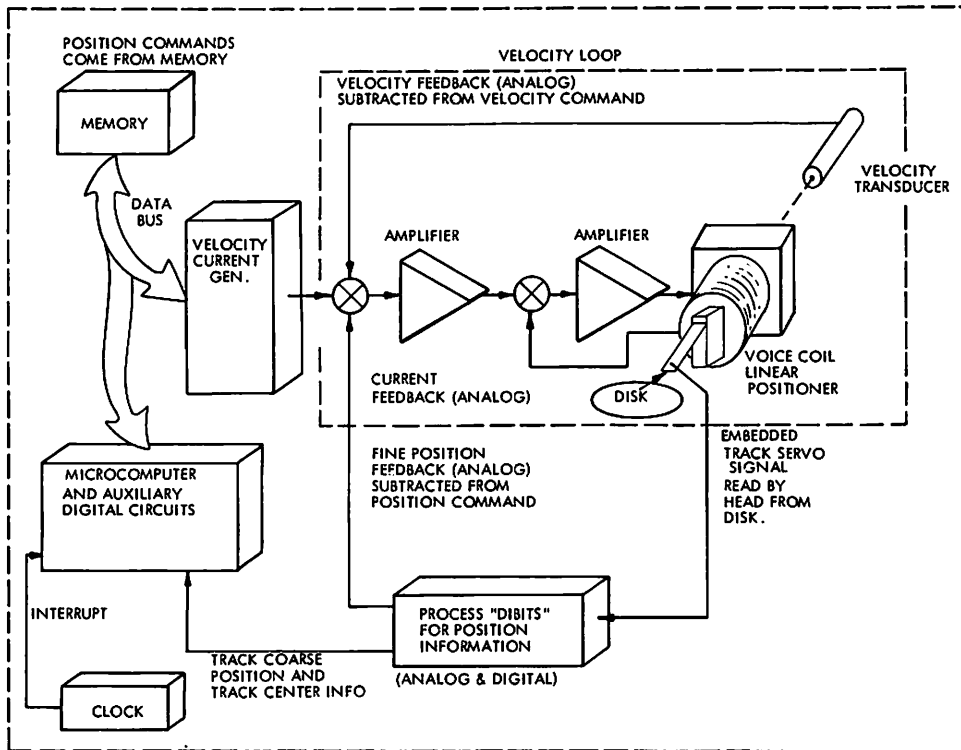 POSITION COMMANDS
COME FROM MEMORY
MEMORY
DATA
BUS
VELOCITY
CURRENT
GEN.
VELOCITY LOOP
VELOCITY FEEDBACK (ANALOG)
SUBTRACTED FROM VELOCITY COMMAND
VELOCITY
TRANSDUCER
AMPLIFIER
AMPLIFIER
VOICE COIL
LINEAR
POSITIONER
DISK
CURRENT
FEEDBACK (ANALOG)
EMBEDDED
TRACK SERVO
SIGNAL
READ BY
HEAD FROM
DISK.
FINE POSITION
FEEDBACK (ANALOG)
SUBTRACTED FROM
POSITION COMMAND
MICROCOMPUTER
AND AUXILIARY
DIGITAL CIRCUITS
INTERRUPT
CLOCK
TRACK COARSE
POSITION AND
TRACK CENTER INFO
PROCESS "DIBITS"
FOR POSITION
INFORMATION
(ANALOG & DIGITAL)